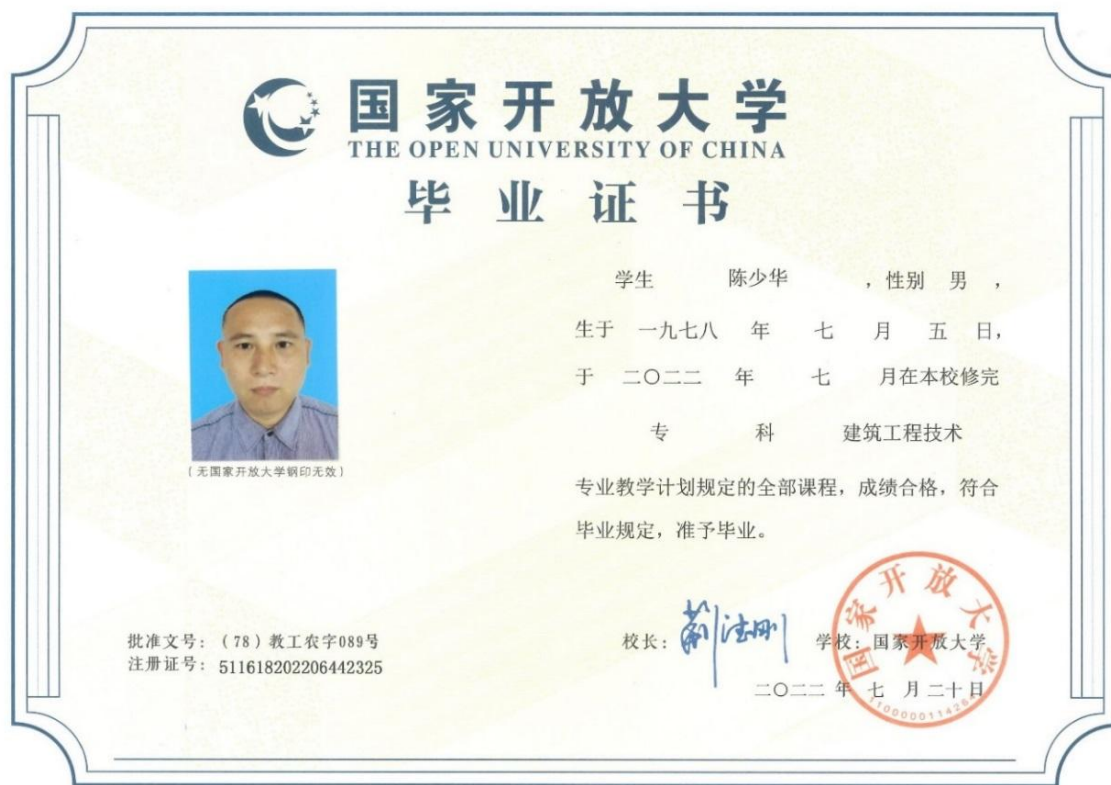 国家开放大学
THE OPEN UNIVERSITY OF CHINA
毕业证书
学生 陈少华 ，性别 男 ，
生于 一九七八 年 七 月 五 日，
于 二〇二二 年 七 月在本校修完
专 科 建筑工程技术
专业教学计划规定的全部课程，成绩合格，符合
毕业规定，准予毕业。
（无国家开放大学钢印无效）
批准文号：（78）教工农字089号
注册证号：511618202206442325
校长：荆德刚
学校：国家开放大学
二〇二二 年 七 月二十日
国家开放大学